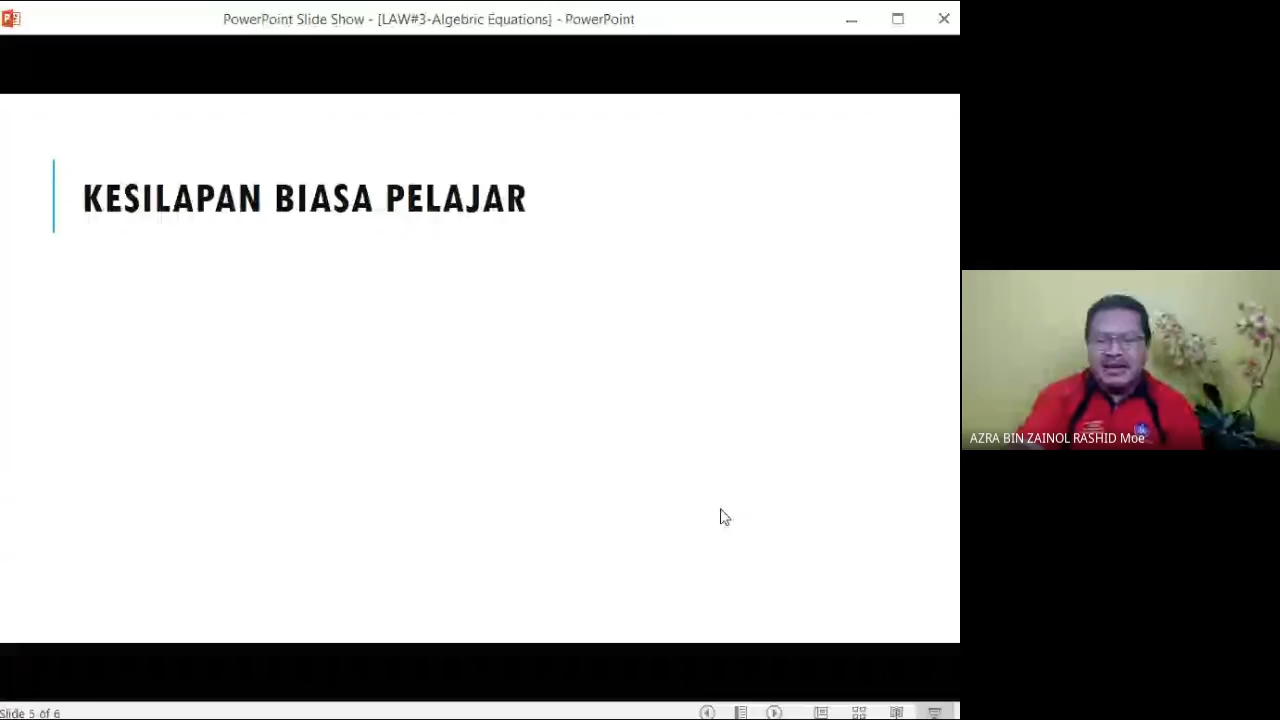 PowerPoint Slide Show - [LAW#3-Algebric Equations] - PowerPoint
KESILAPAN BIASA PELAJAR
AZRA BIN ZAINOL RASHID Moe
Slide 5 of 6